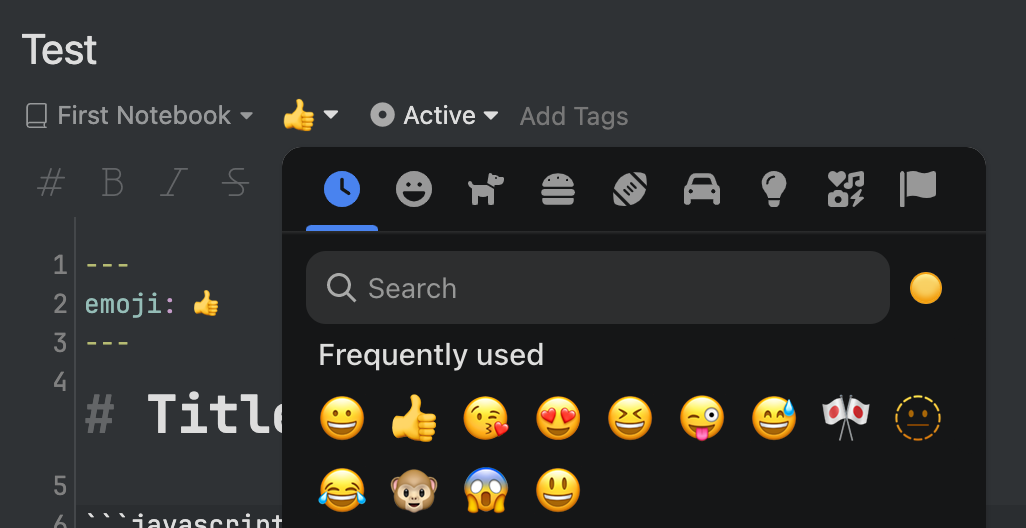 Test
First Notebook 👍 Active Add Tags
# B I S
Search
Frequently used
1 ---
2 emoji: 👍
3 ---
4 # Title
5
6 ```javascript